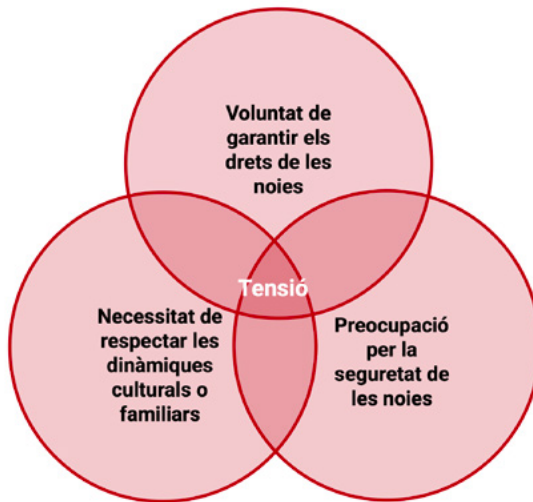 Voluntat de
garantir els
drets de les
noies
Tensió
Necessitat de
respectar les
dinàmiques
culturals o
familiars
Preocupació
per la
seguretat de
les noies